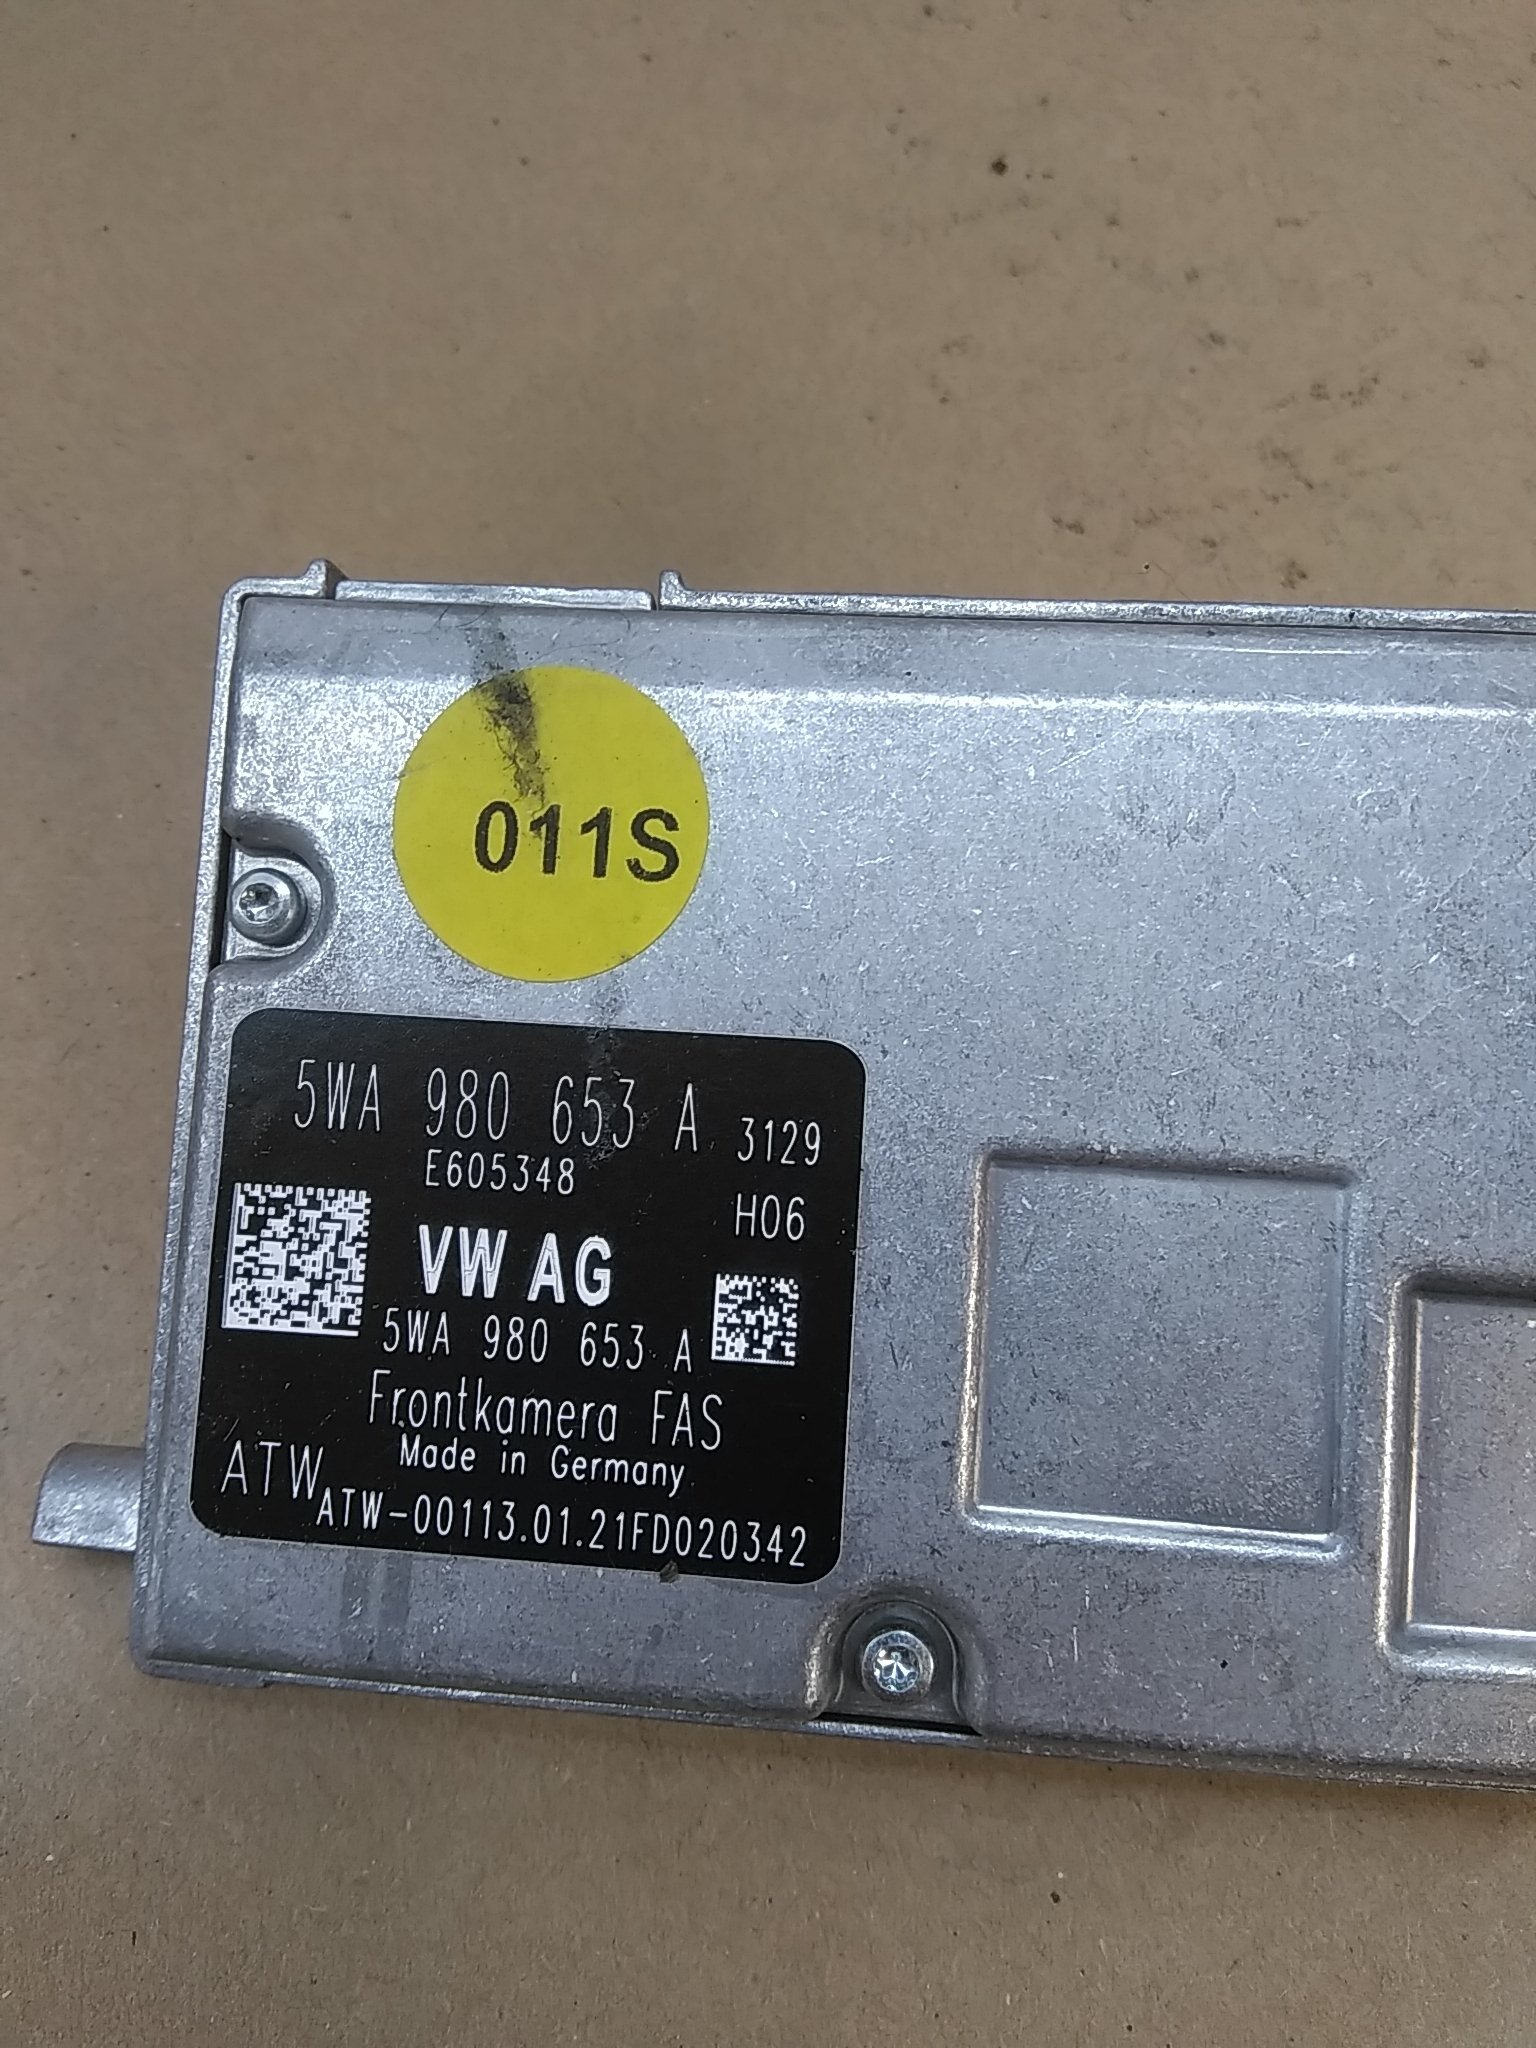 011S
5WA 980 653 A 3129
E605348
H06
VW AG
5WA 980 653 A
Frontkamera FAS
Made in Germany
ATW
ATW-00113.01.21FD020342